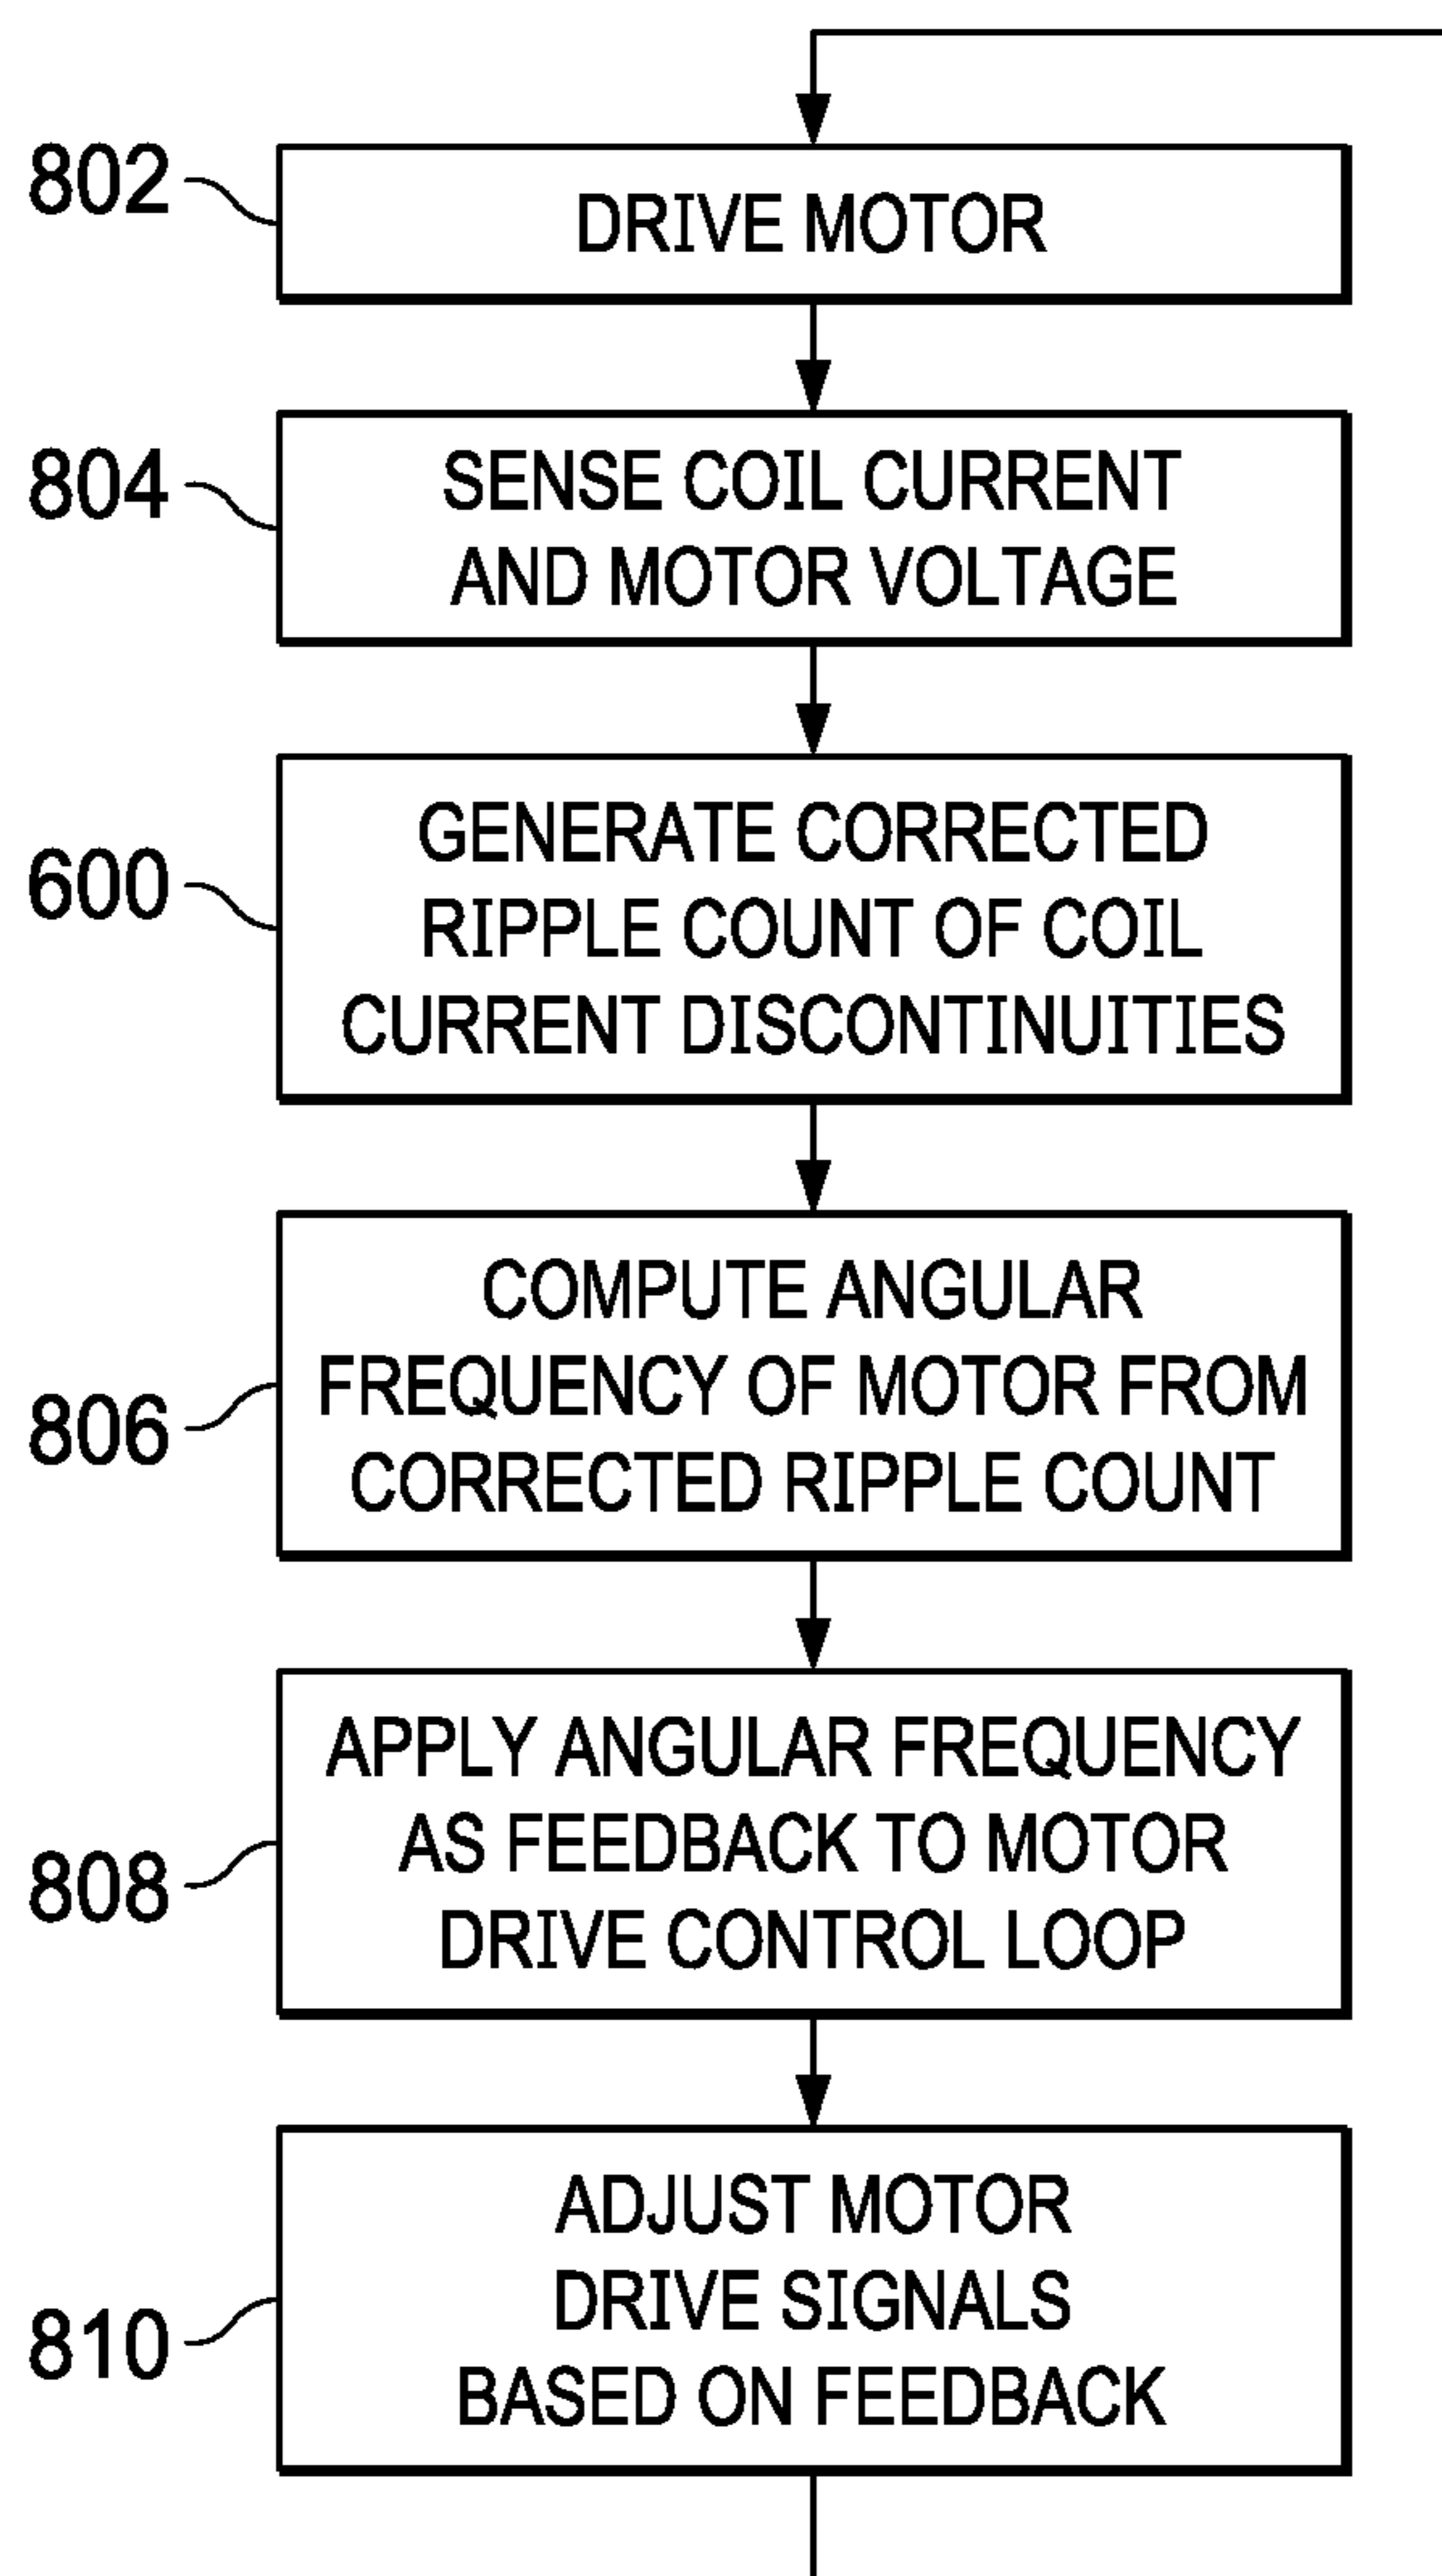 802
DRIVE MOTOR
804
SENSE COIL CURRENT
AND MOTOR VOLTAGE
600
GENERATE CORRECTED
RIPPLE COUNT OF COIL
CURRENT DISCONTINUITIES
806
COMPUTE ANGULAR
FREQUENCY OF MOTOR FROM
CORRECTED RIPPLE COUNT
808
APPLY ANGULAR FREQUENCY
AS FEEDBACK TO MOTOR
DRIVE CONTROL LOOP
810
ADJUST MOTOR
DRIVE SIGNALS
BASED ON FEEDBACK